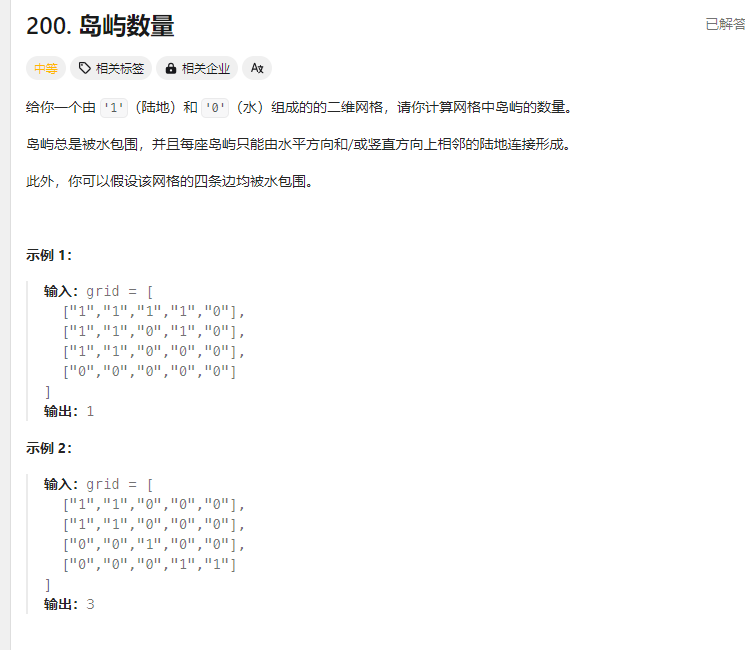 200. 岛屿数量
已解答
中等 相关标签 相关企业 Az
给你一个由 '1'（陆地）和 '0'（水）组成的的二维网格，请你计算网格中岛屿的数量。
岛屿总是被水包围，并且每座岛屿只能由水平方向和/或竖直方向上相邻的陆地连接形成。
此外，你可以假设该网格的四条边均被水包围。
示例 1：
输入：grid = [
["1","1","1","1","0"],
["1","1","0","1","0"],
["1","1","0","0","0"],
["0","0","0","0","0"]
]
输出：1
示例 2：
输入：grid = [
["1","1","0","0","0"],
["1","1","0","0","0"],
["0","0","1","0","0"],
["0","0","0","1","1"]
]
输出：3